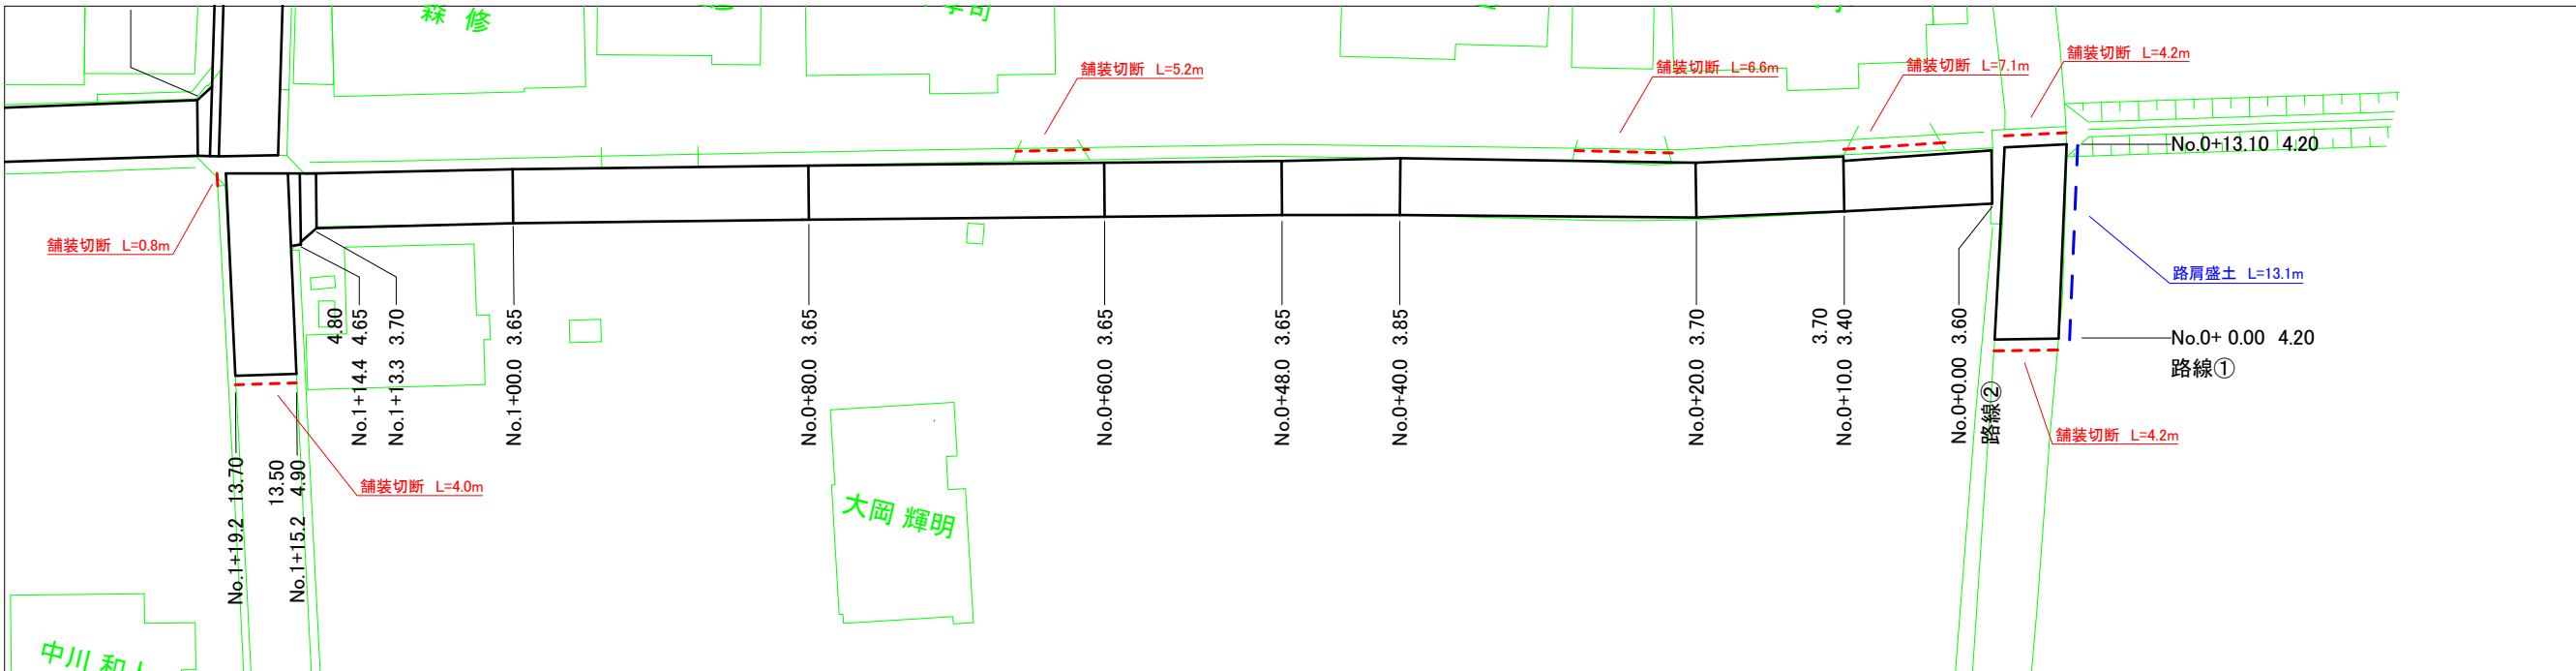 森 修
舗装切断 L=5.2m
舗装切断 L=6.6m
舗装切断 L=7.1m
舗装切断 L=4.2m
No.0+13.10 4.20
舗装切断 L=0.8m
路肩盛土 L=13.1m
No.0+ 0.00 4.20
路線①
4.80
No.1+14.4 4.65
No.1+13.3 3.70
No.1+00.0 3.65
No.0+80.0 3.65
No.0+60.0 3.65
No.0+48.0 3.65
No.0+40.0 3.85
No.0+20.0 3.70
3.70
No.0+10.0 3.40
No.0+0.00 3.60
路線②
舗装切断 L=4.2m
No.1+19.2 13.70
13.50
No.1+15.2 4.90
舗装切断 L=4.0m
大岡 輝明
中川 和